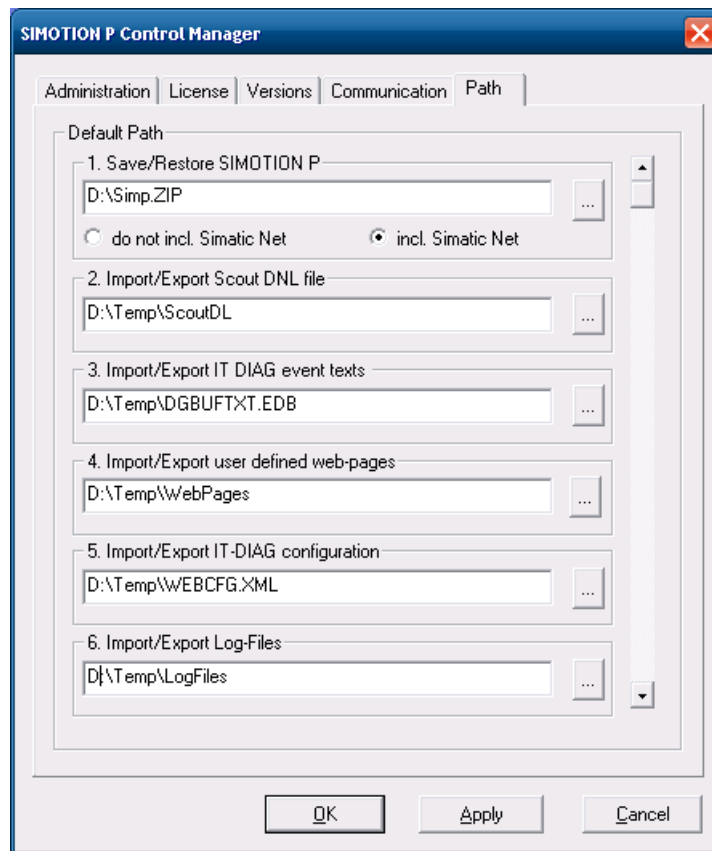 SIMOTION P Control Manager
Administration License Versions Communication Path
Default Path
1. Save/Restore SIMOTION P
D:\Simp.ZIP
...
do not incl. Simatic Net incl. Simatic Net
2. Import/Export Scout DNL file
D:\Temp\ScoutDL
...
3. Import/Export IT DIAG event texts
D:\Temp\DGBUFTXT.EDB
...
4. Import/Export user defined web-pages
D:\Temp\WebPages
...
5. Import/Export IT-DIAG configuration
D:\Temp\WEBCFG.XML
...
6. Import/Export Log-Files
D:\Temp\LogFiles
...
OK Apply Cancel